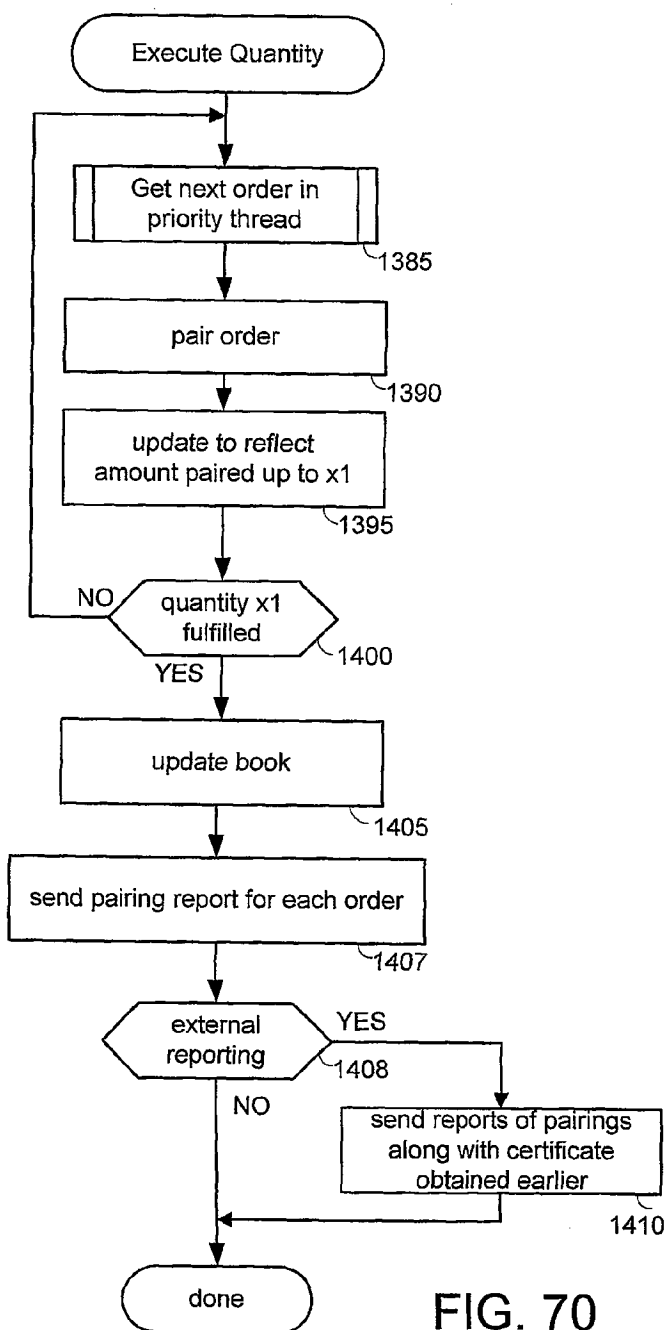 Execute Quantity
Get next order in
priority thread
1385
pair order
1390
update to reflect
amount paired up to x1
1395
NO
quantity x1
fulfilled
1400
YES
update book
1405
send pairing report for each order
1407
external
reporting
YES
1408
NO
send reports of pairings
along with certificate
obtained earlier
1410
done
FIG. 70